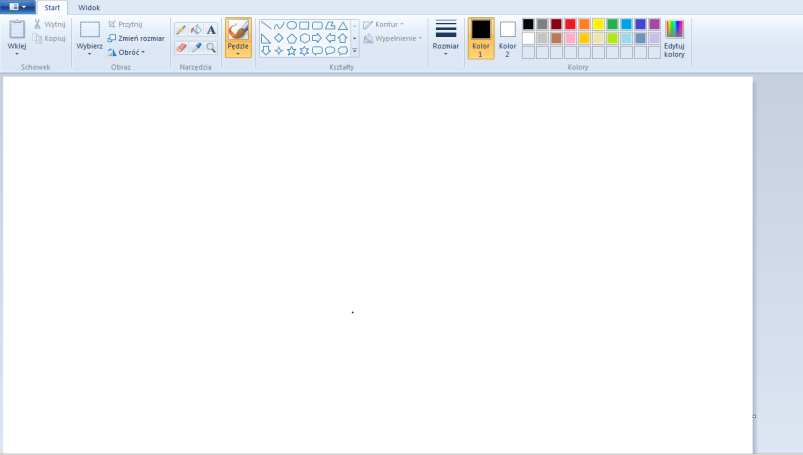 Start Widok
Wklej
Wytnij
Kopiuj
Schowek
Wybierz
Przytnij
Zmień rozmiar
Obróć
Obraz
A
Narzędzia
Pędzle
Kontur
Wypełnienie
Kształty
Rozmiar
Kolor
1
Kolor
2
Edytuj
kolory
Kolory